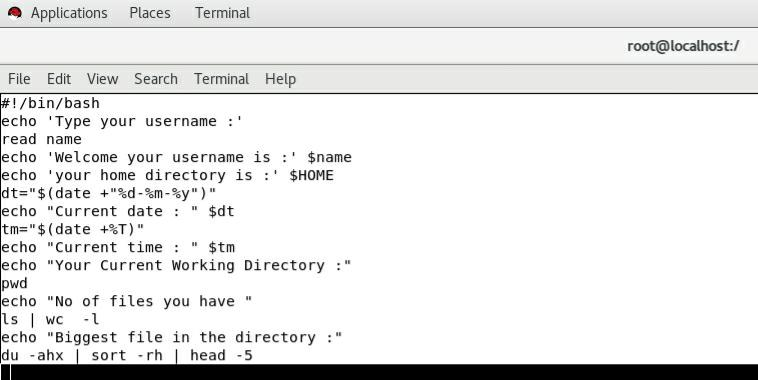 Applications Places Terminal
root@localhost:/
File Edit View Search Terminal Help
#!/bin/bash
echo 'Type your username :'
read name
echo 'Welcome your username is :' $name
echo 'your home directory is :' $HOME
dt="$(date +"%d-%m-%y")"
echo "Current date : " $dt
tm="$(date +%T)"
echo "Current time : " $tm
echo "Your Current Working Directory :"
pwd
echo "No of files you have "
ls | wc  -l
echo "Biggest file in the directory :"
du -ahx | sort -rh | head -5